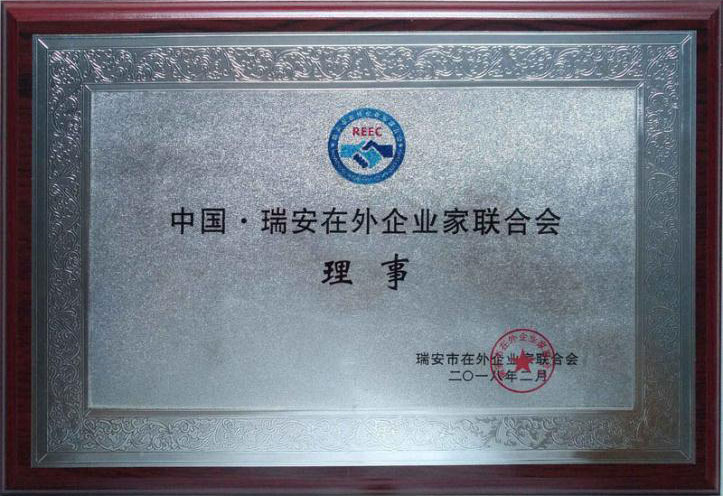 REEC
中国·瑞安在外企业家联合会
理事
瑞安市在外企业家联合会
二〇一八年二月